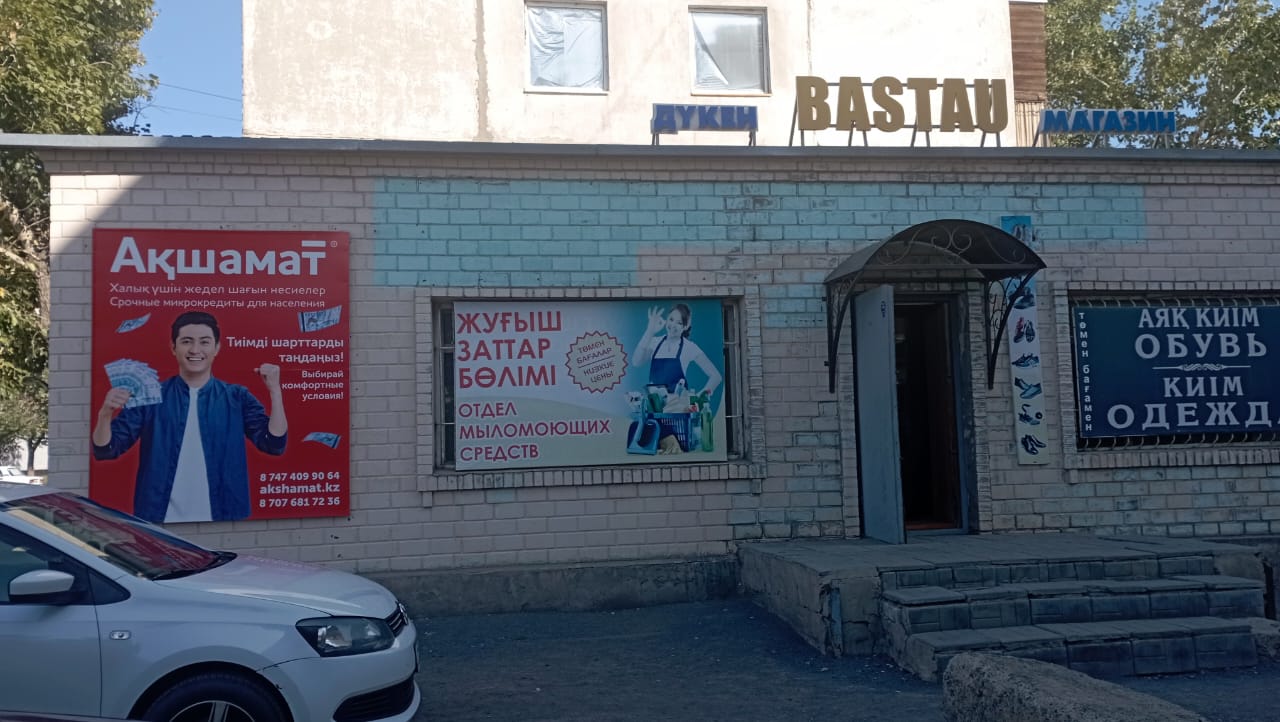 ДҮКЕН BASTAU МАГАЗИН
Ақшамат
Халық үшін жедел шағын несиелер
Срочные микрокредиты для населения
Тиімді шарттарды
таңдаңыз!
Выбирай
комфортные
условия!
8 747 409 90 64
akshamat.kz
8 707 681 72 36
ЖУҒЫШ
ЗАТТАР
БӨЛІМІ
ТӨМЕН
БАҒАЛАР
НИЗКИЕ
ЦЕНЫ
ОТДЕЛ
МЫЛОМОЮЩИХ
СРЕДСТВ
төмен бағамен
АЯҚ КИІМ
ОБУВЬ
КИІМ
ОДЕЖД